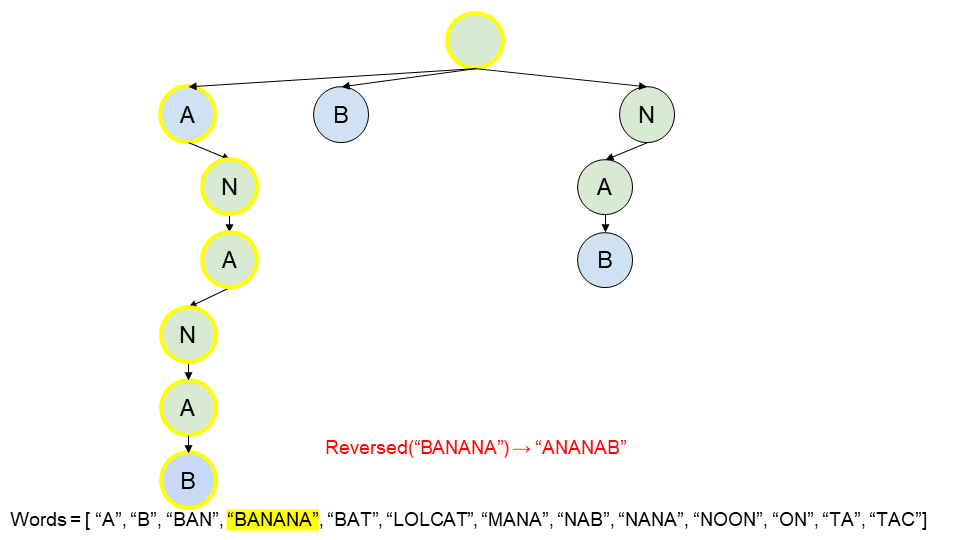 A B N
N A
A B
N
A
Reversed(“BANANA”) → “ANANAB”
B
Words = [ “A”, “B”, “BAN”, “BANANA”, “BAT”, “LOLCAT”, “MANA”, “NAB”, “NANA”, “NOON”, “ON”, “TA”, “TAC”]